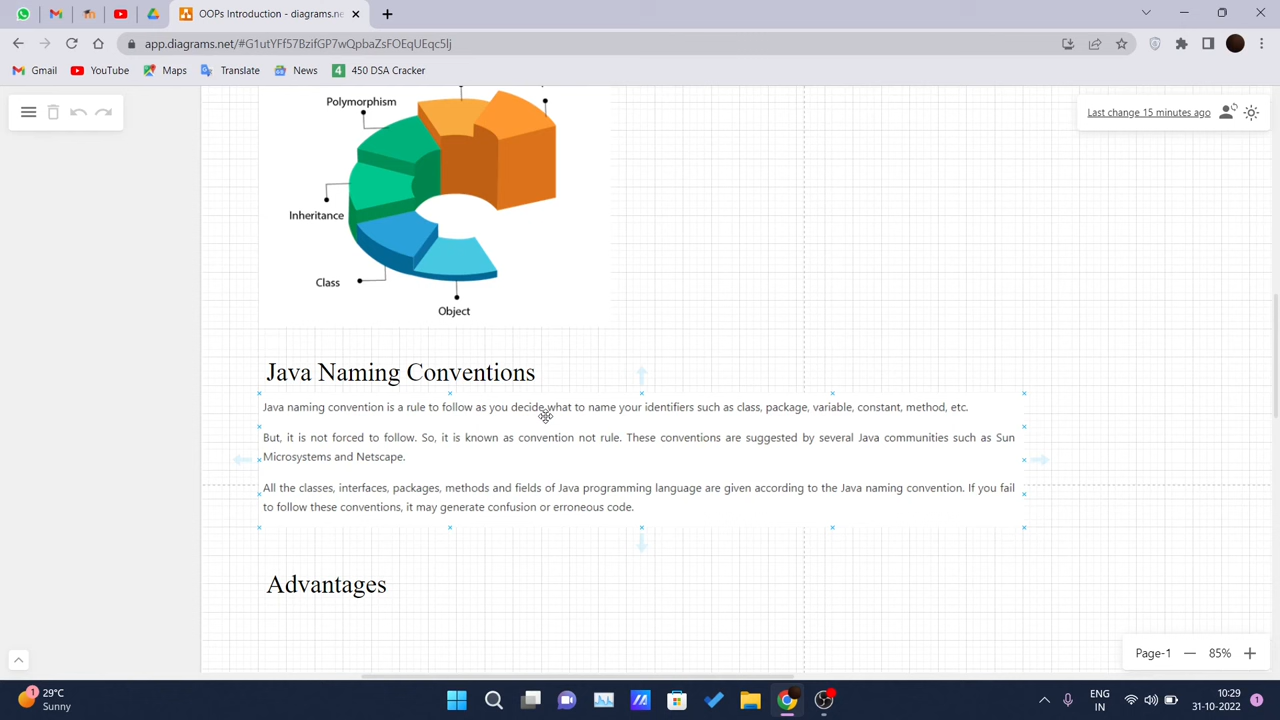 OOPs Introduction - diagrams.ne
app.diagrams.net/#G1utYFf57BzifGP7wQpbaZsFOEqUEqc5lj
Gmail
YouTube
Maps
Translate
News
4 450 DSA Cracker
Last change 15 minutes ago
Polymorphism
Inheritance
Class
Object
Java Naming Conventions
Java naming convention is a rule to follow as you decide what to name your identifiers such as class, package, variable, constant, method, etc.
But, it is not forced to follow. So, it is known as convention not rule. These conventions are suggested by several Java communities such as Sun
Microsystems and Netscape.
All the classes, interfaces, packages, methods and fields of Java programming language are given according to the Java naming convention. If you fail
to follow these conventions, it may generate confusion or erroneous code.
Advantages
Page-1
85%
1
29°C
Sunny
ENG
IN
10:29
31-10-2022
1